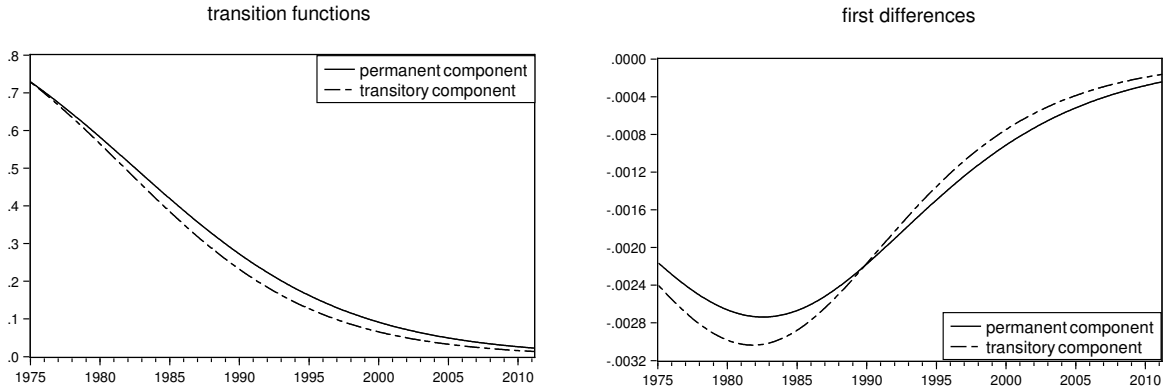 transition functions
permanent component
transitory component
.8
.7
.6
.5
.4
.3
.2
.1
.0
1975 1980 1985 1990 1995 2000 2005 2010
first differences
.0000
-.0004
-.0008
-.0012
-.0016
-.0020
-.0024
-.0028
-.0032
permanent component
transitory component
1975 1980 1985 1990 1995 2000 2005 2010